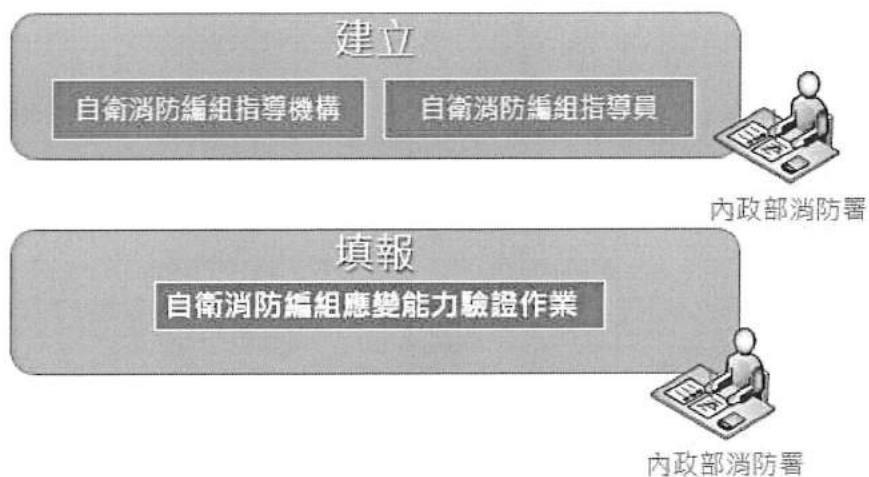 建立
自衛消防編組指導機構 自衛消防編組指導員
內政部消防署
填報
自衛消防編組應變能力驗證作業
內政部消防署